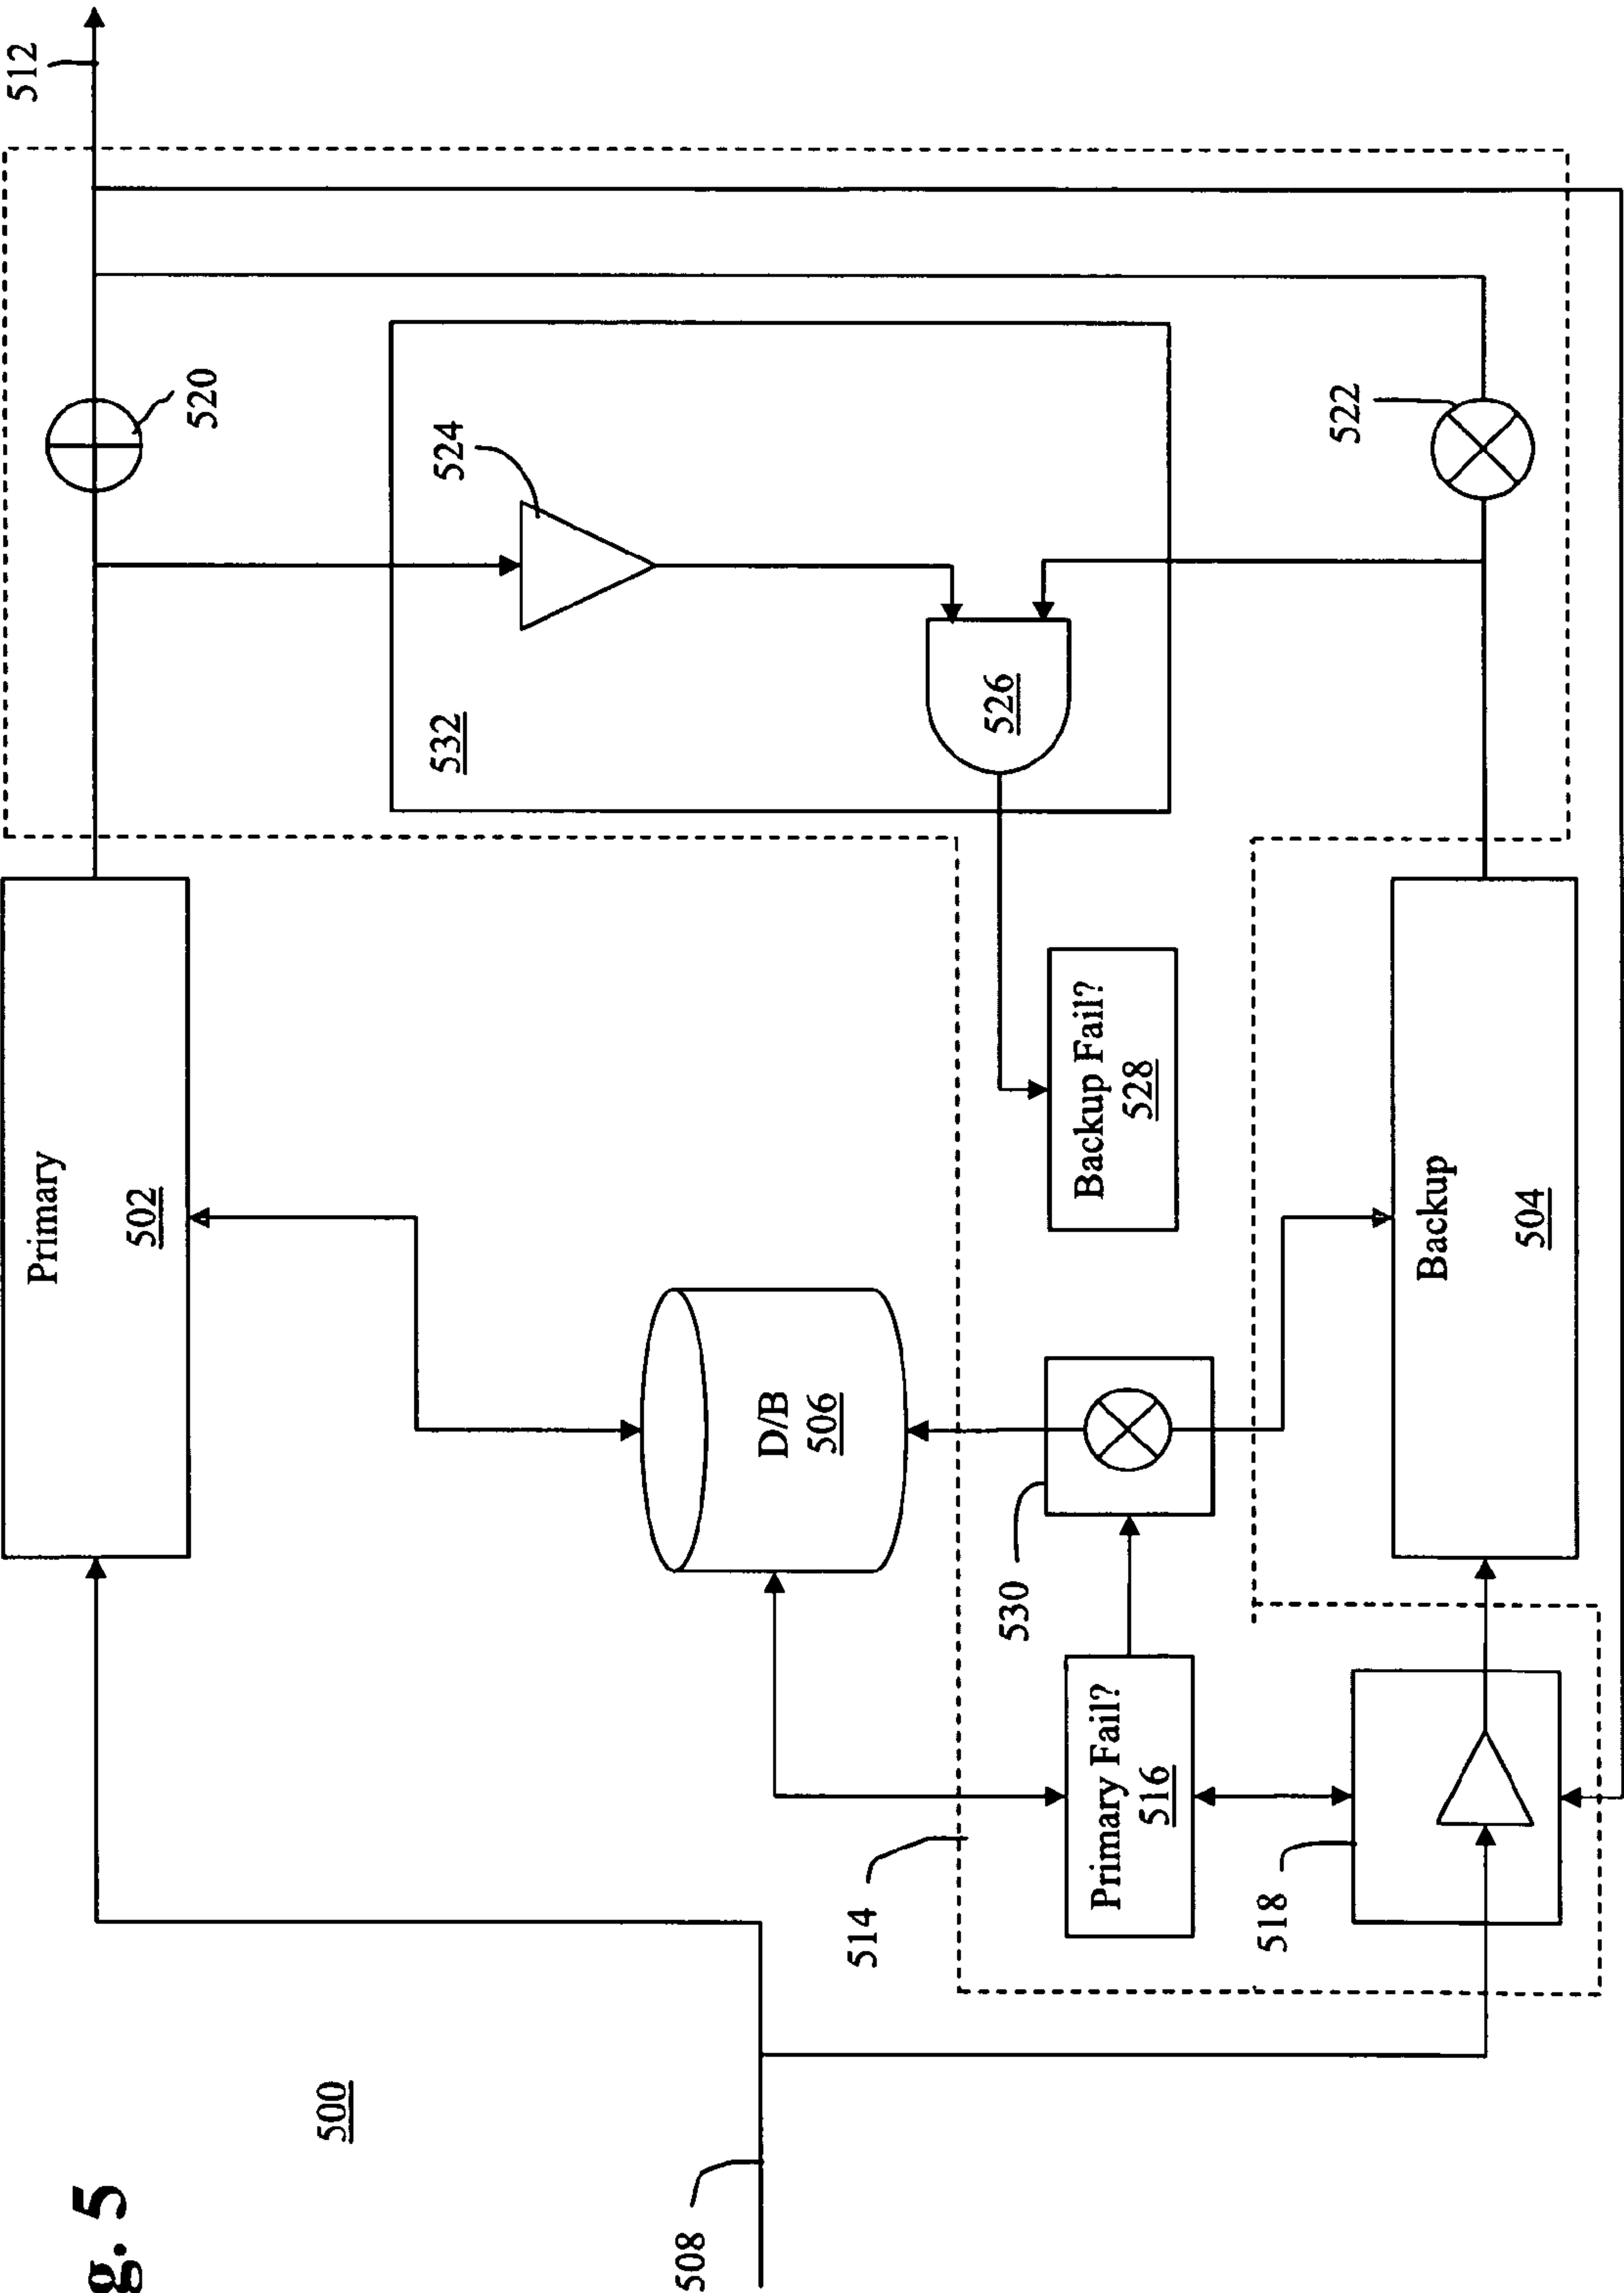 g. 5
500
508
512
Primary
502
520
524
532
526
522
D/B
506
Backup Fail?
528
530
Primary Fail?
516
514
518
Backup
504